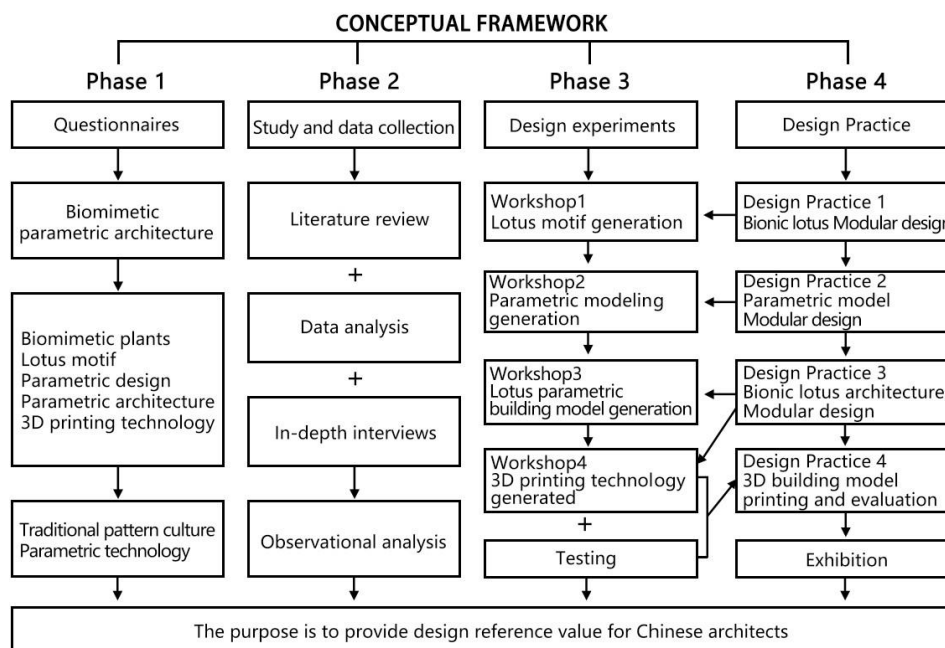 CONCEPTUAL FRAMEWORK
Phase 1
Questionnaires
Biomimetic
parametric architecture
Biomimetic plants
Lotus motif
Parametric design
Parametric architecture
3D printing technology
Traditional pattern culture
Parametric technology
Phase 2
Study and data collection
Literature review
+
Data analysis
+
In-depth interviews
Observational analysis
Phase 3
Design experiments
Workshop1
Lotus motif generation
Workshop2
Parametric modeling
generation
Workshop3
Lotus parametric
building model generation
Workshop4
3D printing technology
generated
+
Testing
Phase 4
Design Practice
Design Practice 1
Bionic lotus Modular design
Design Practice 2
Parametric model
Modular design
Design Practice 3
Bionic lotus architecture
Modular design
Design Practice 4
3D building model
printing and evaluation
Exhibition
The purpose is to provide design reference value for Chinese architects